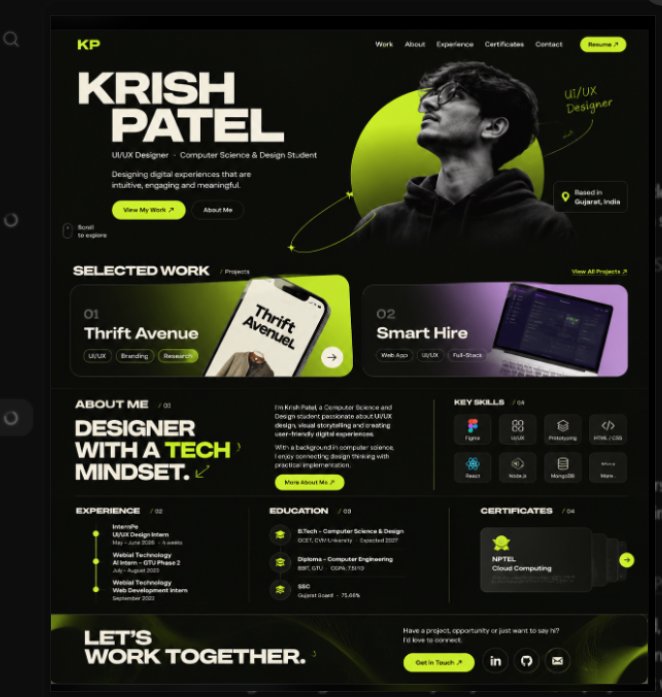 KP
Work About Experience Certificates Contact Resume ↗
KRISH
PATEL
UI/UX
Designer
UI/UX Designer · Computer Science & Design Student
Designing digital experiences that are
intuitive, engaging and meaningful.
View My Work ↗ About Me
Based in
Gujarat, India
Scroll
to explore
SELECTED WORK / Projects
View All Projects ↗
01
Thrift Avenue
UI/UX Branding Research
Thrift
AvenueL
02
Smart Hire
Web App UI/UX Full-Stack
ABOUT ME
DESIGNER
WITH A TECH
MINDSET.
I'm Krish Patel, a Computer Science and
Design student passionate about UI/UX
design, visual storytelling and creating
user-friendly digital experiences.
With a background in computer science,
I enjoy connecting design thinking with
practical implementation.
More About Me ↗
KEY SKILLS
Figma UI/UX Prototyping HTML / CSS
React Node.js MongoDB More
EXPERIENCE / 02
InternPe
UI/UX Design Intern
Webial Technology
AI Intern - GTU Phase 2
July - August 2023
Webial Technology
Web Development Intern
September 2022
EDUCATION / 03
B.Tech - Computer Science & Design
GCET, CVM University · Expected 2027
Diploma - Computer Engineering
SSC
Gujarat Board · 75.66%
CERTIFICATES / 04
NPTEL
Cloud Computing
LET'S
WORK TOGETHER.
Have a project, opportunity or just want to say hi?
I'd love to connect.
Get in Touch ↗
in